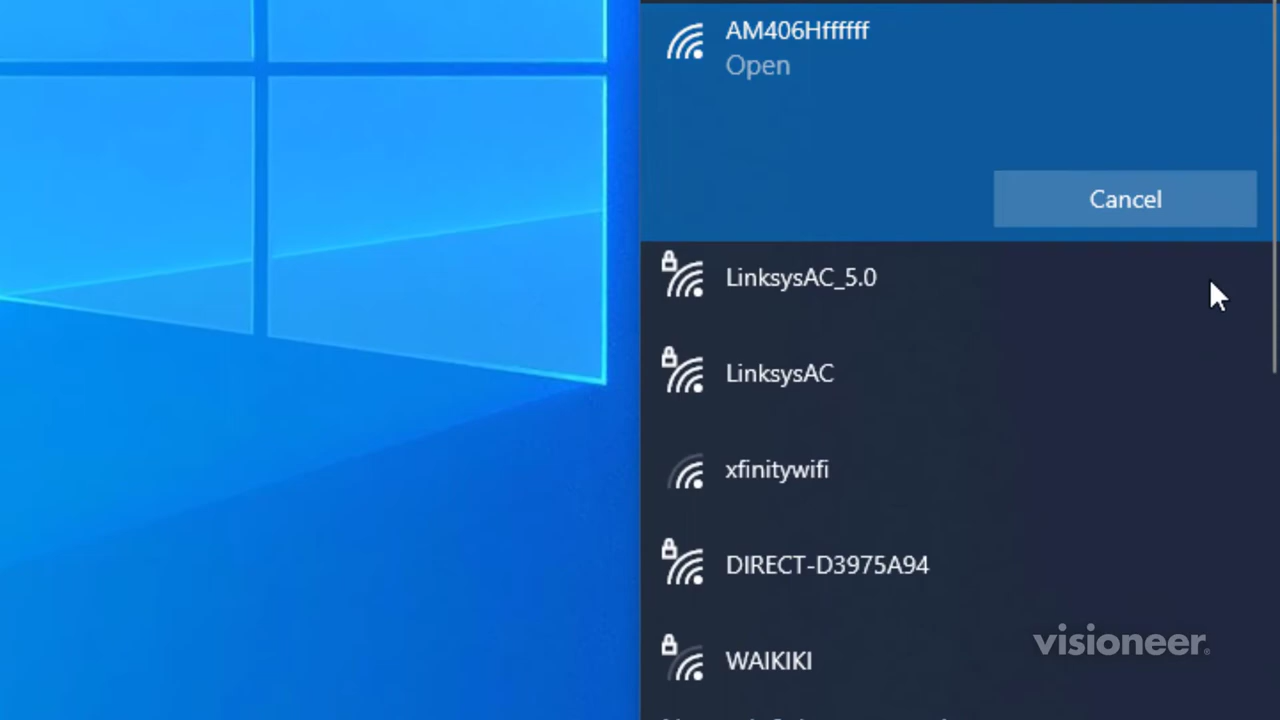 AM406Hffffff
Open
Cancel
LinksysAC_5.0
LinksysAC
xfinitywifi
DIRECT-D3975A94
WAIKIKI
visioneer®